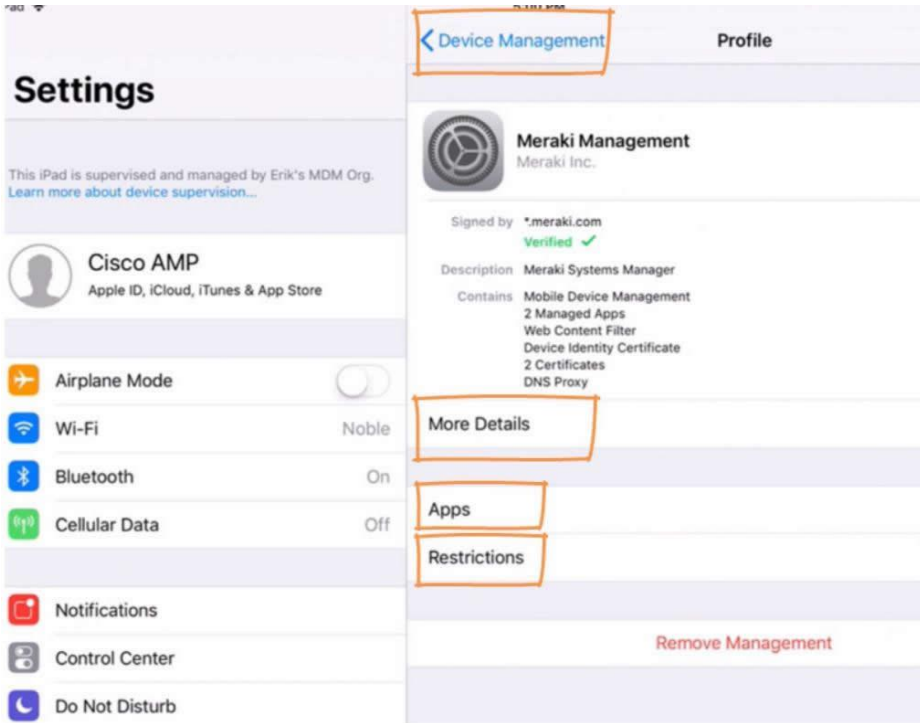 Settings
This iPad is supervised and managed by Erik's MDM Org.
Learn more about device supervision...
Cisco AMP
Apple ID, iCloud, iTunes & App Store
Airplane Mode
Wi-Fi Noble
Bluetooth On
Cellular Data Off
Notifications
Control Center
Do Not Disturb
Device Management Profile
Meraki Management
Meraki Inc.
Signed by *.meraki.com
Verified ✓
Description Meraki Systems Manager
Contains Mobile Device Management
2 Managed Apps
Web Content Filter
Device Identity Certificate
2 Certificates
DNS Proxy
More Details
Apps
Restrictions
Remove Management